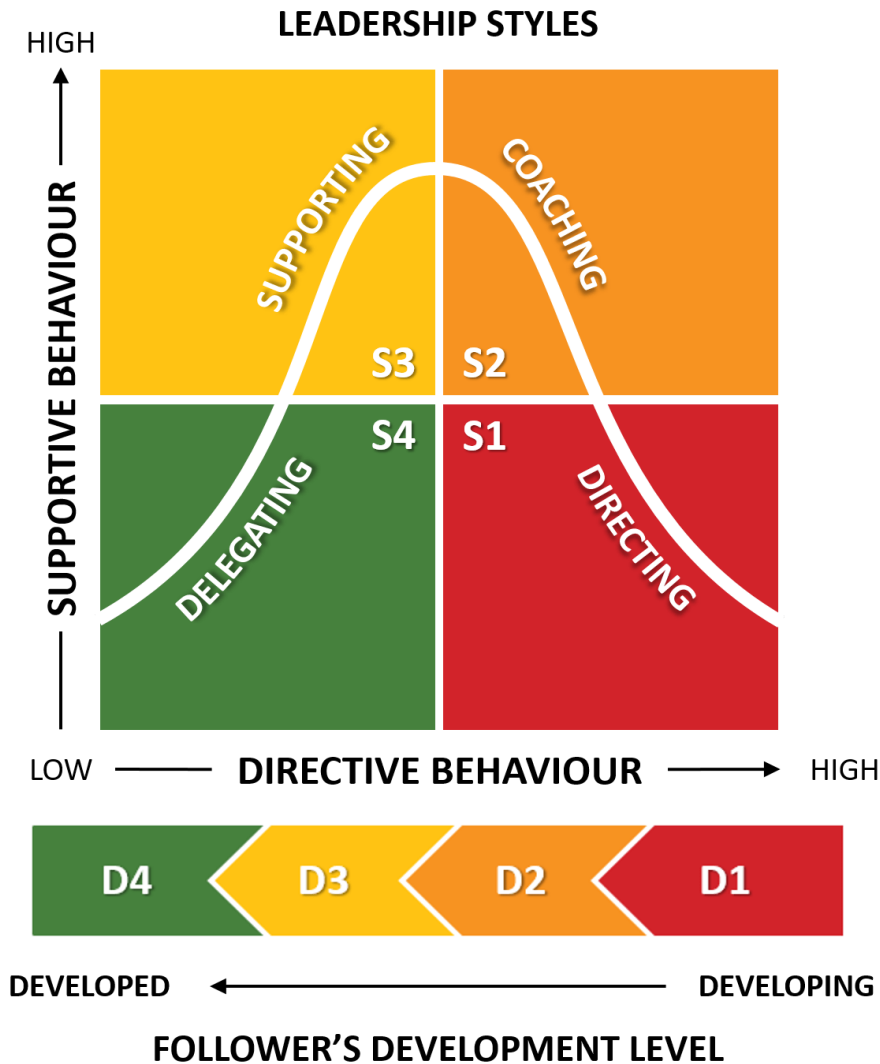 LEADERSHIP STYLES
HIGH
SUPPORTIVE BEHAVIOUR
SUPPORTING
COACHING
S3
S2
S4
S1
DELEGATING
DIRECTING
LOW
DIRECTIVE BEHAVIOUR
HIGH
D4
D3
D2
D1
DEVELOPED
DEVELOPING
FOLLOWER'S DEVELOPMENT LEVEL